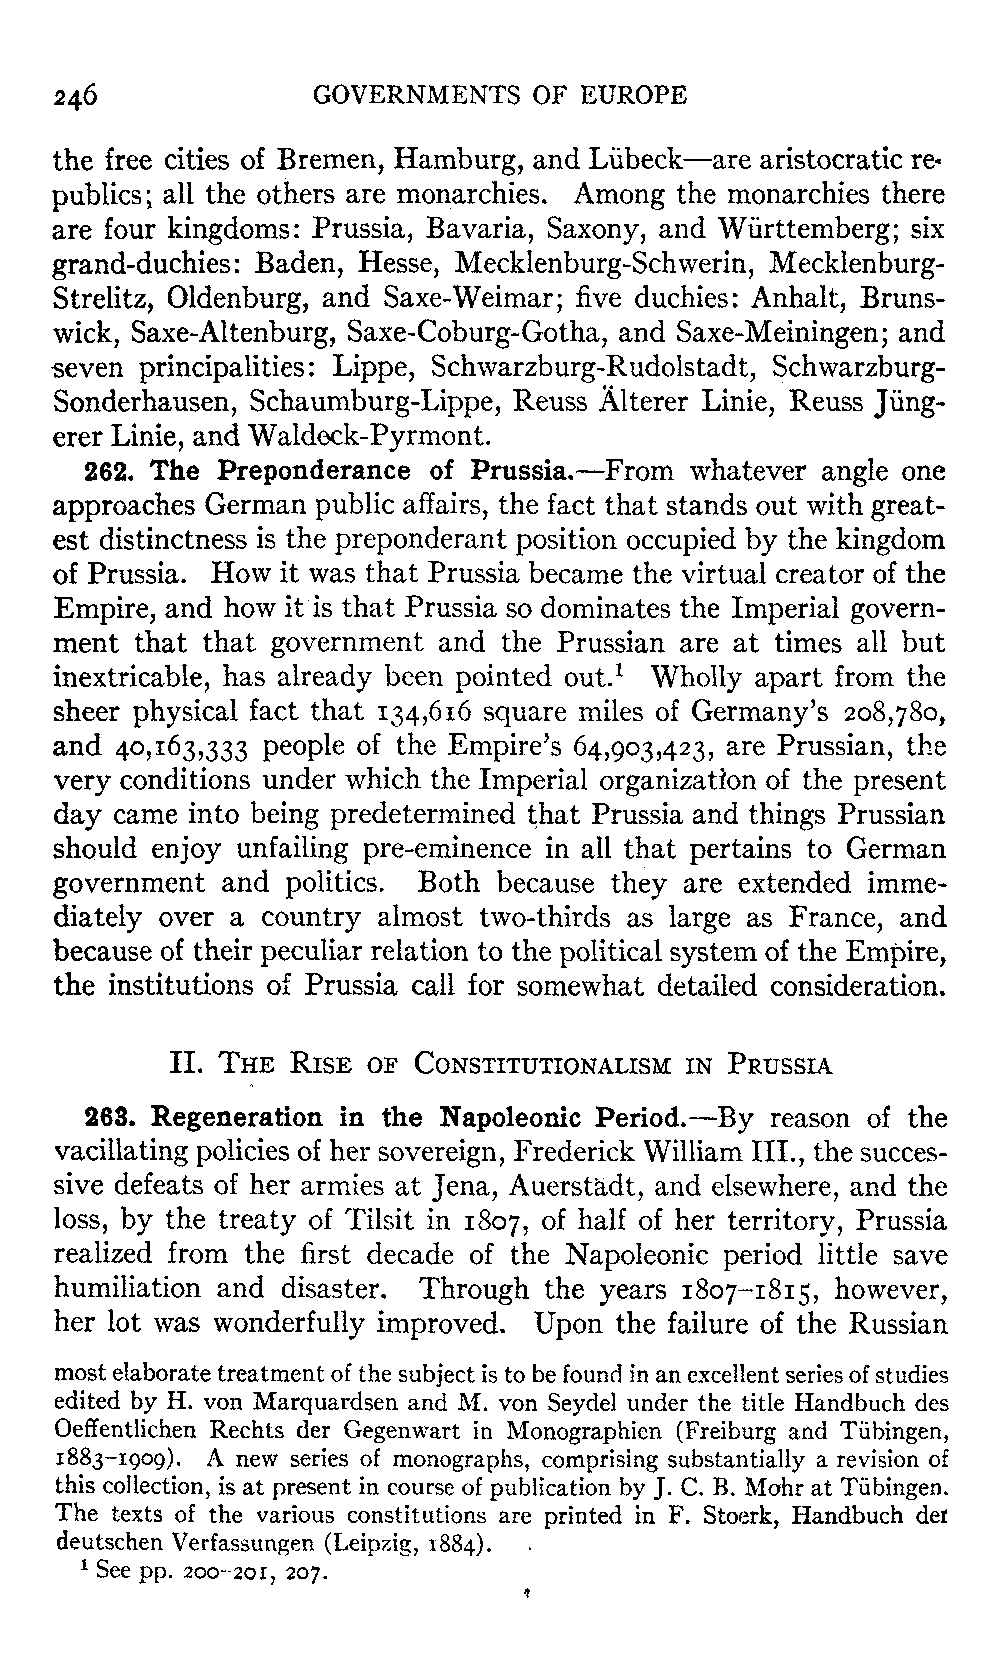 246 GOVERNMENTS OF EUROPE
the free cities of Bremen, Hamburg, and Lübeck—are aristocratic re-
publics; all the others are monarchies. Among the monarchies there
are four kingdoms: Prussia, Bavaria, Saxony, and Württemberg; six
grand-duchies: Baden, Hesse, Mecklenburg-Schwerin, Mecklenburg-
Strelitz, Oldenburg, and Saxe-Weimar; five duchies: Anhalt, Bruns-
wick, Saxe-Altenburg, Saxe-Coburg-Gotha, and Saxe-Meiningen; and
seven principalities: Lippe, Schwarzburg-Rudolstadt, Schwarzburg-
Sonderhausen, Schaumburg-Lippe, Reuss Älterer Linie, Reuss Jüng-
erer Linie, and Waldeck-Pyrmont.
262. The Preponderance of Prussia.—From whatever angle one
approaches German public affairs, the fact that stands out with great-
est distinctness is the preponderant position occupied by the kingdom
of Prussia. How it was that Prussia became the virtual creator of the
Empire, and how it is that Prussia so dominates the Imperial govern-
ment that that government and the Prussian are at times all but
inextricable, has already been pointed out.¹ Wholly apart from the
sheer physical fact that 134,616 square miles of Germany's 208,780,
and 40,163,333 people of the Empire's 64,903,423, are Prussian, the
very conditions under which the Imperial organization of the present
day came into being predetermined that Prussia and things Prussian
should enjoy unfailing pre-eminence in all that pertains to German
government and politics. Both because they are extended imme-
diately over a country almost two-thirds as large as France, and
because of their peculiar relation to the political system of the Empire,
the institutions of Prussia call for somewhat detailed consideration.
II. THE RISE OF CONSTITUTIONALISM IN PRUSSIA
263. Regeneration in the Napoleonic Period.—By reason of the
vacillating policies of her sovereign, Frederick William III., the succes-
sive defeats of her armies at Jena, Auerstädt, and elsewhere, and the
loss, by the treaty of Tilsit in 1807, of half of her territory, Prussia
realized from the first decade of the Napoleonic period little save
humiliation and disaster. Through the years 1807–1815, however,
her lot was wonderfully improved. Upon the failure of the Russian
most elaborate treatment of the subject is to be found in an excellent series of studies
edited by H. von Marquardsen and M. von Seydel under the title Handbuch des
Oeffentlichen Rechts der Gegenwart in Monographien (Freiburg and Tübingen,
1883–1909). A new series of monographs, comprising substantially a revision of
this collection, is at present in course of publication by J. C. B. Mohr at Tübingen.
The texts of the various constitutions are printed in F. Stoerk, Handbuch der
deutschen Verfassungen (Leipzig, 1884).
¹ See pp. 200–201, 207.